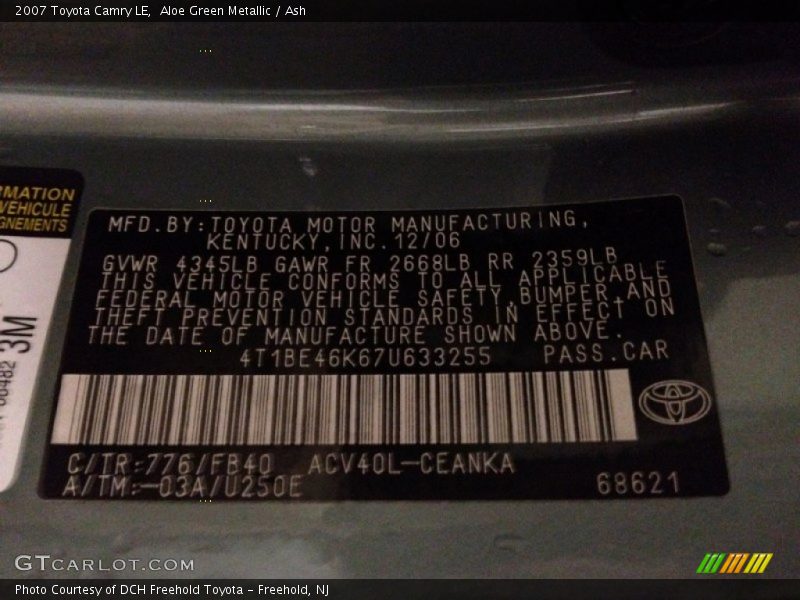 2007 Toyota Camry LE,  Aloe Green Metallic / Ash
RMATION
VEHICULE
GNEMENTS
3M
MFD.BY:TOYOTA MOTOR MANUFACTURING,
KENTUCKY,INC.12/06
GVWR 4345LB GAWR FR 2668LB RR 2359LB
THIS VEHICLE CONFORMS TO ALL APPLICABLE
FEDERAL MOTOR VEHICLE SAFETY,BUMPER,AND
THEFT PREVENTION STANDARDS IN EFFECT ON
THE DATE OF MANUFACTURE SHOWN ABOVE.
4T1BE46K67U633255 PASS.CAR
C/TR:776/FB40 ACV40L-CEANKA
A/TM:-03A/U250E 68621
GTCARLOT.COM
Photo Courtesy of DCH Freehold Toyota - Freehold, NJ